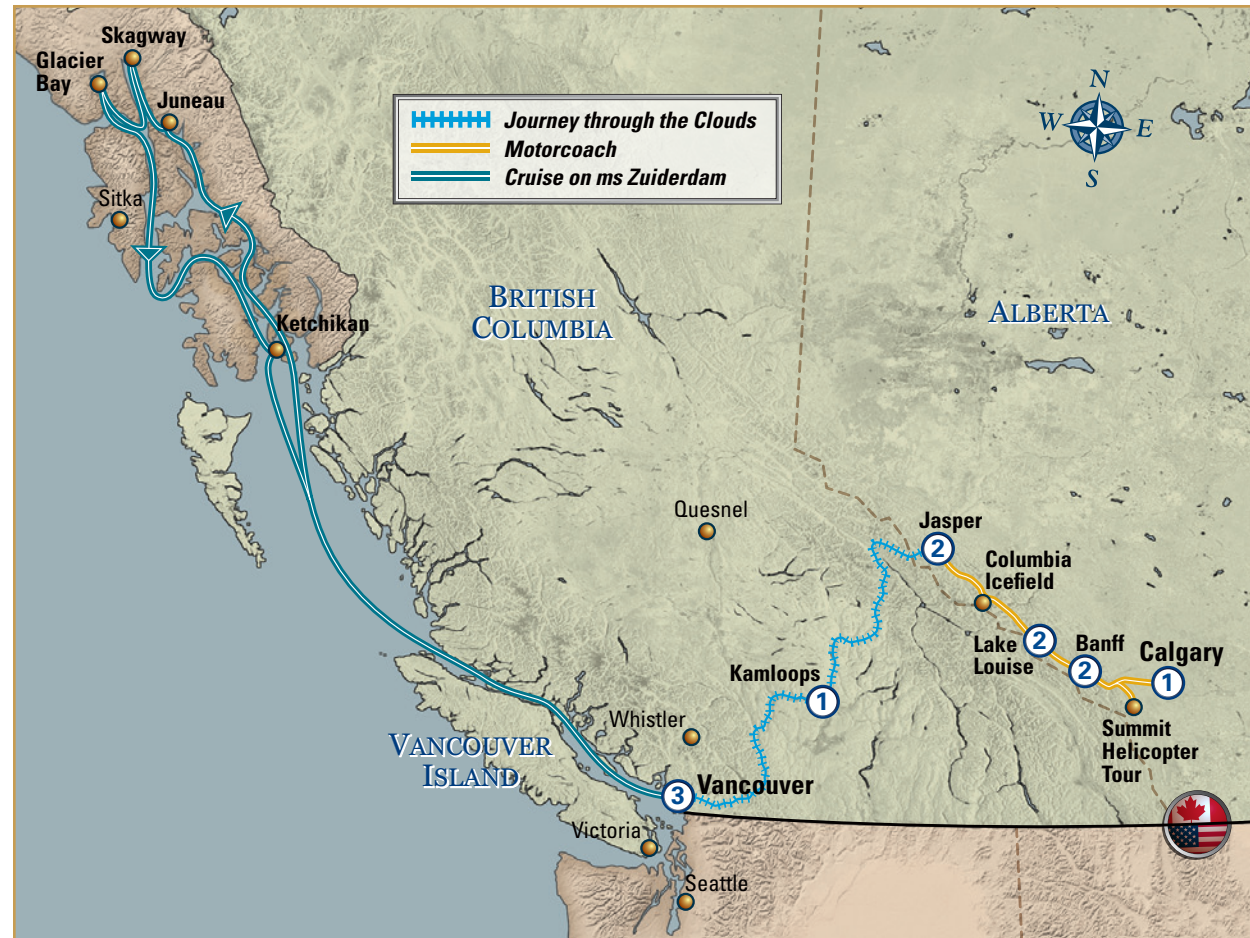 Skagway
Glacier
Bay
Juneau
Sitka
Ketchikan
Journey through the Clouds
Motorcoach
Cruise on ms Zuiderdam
N
W
E
S
BRITISH
COLUMBIA
ALBERTA
Quesnel
Jasper
2
Columbia
Icefield
Lake
Louise
2
Banff
2
Calgary
1
Summit
Helicopter
Tour
Kamloops
1
Whistler
VANCOUVER
ISLAND
3
Vancouver
Victoria
Seattle